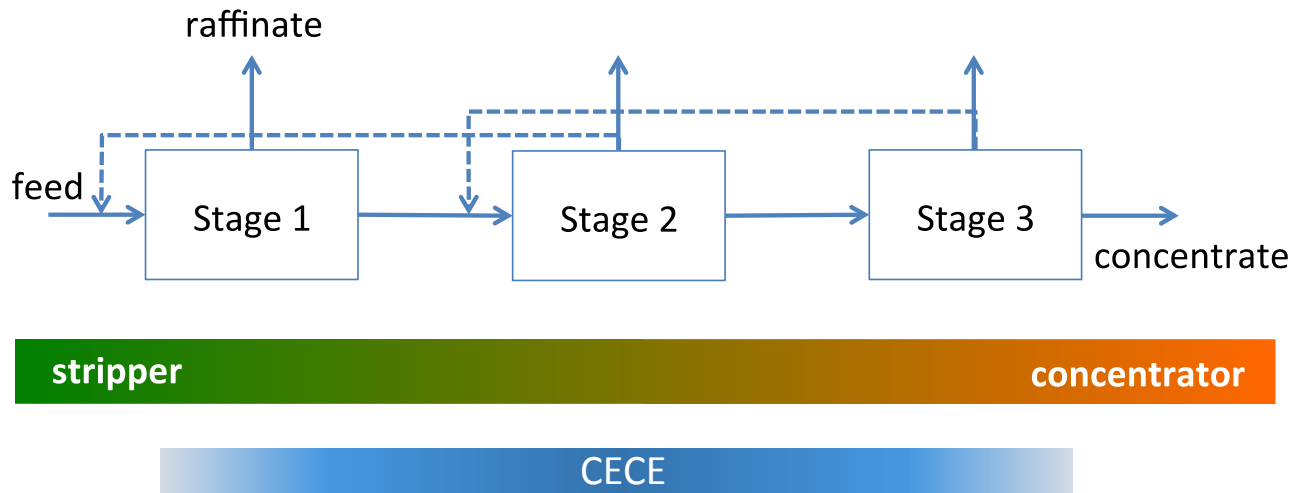 raffinate
feed
Stage 1
Stage 2
Stage 3
concentrate
stripper
concentrator
CECE